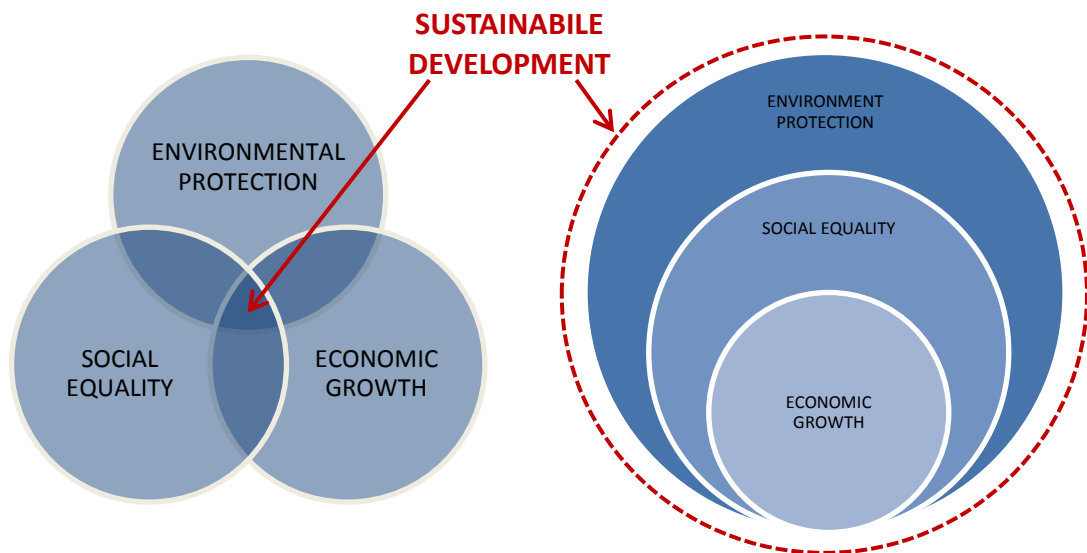 SUSTAINABILE
DEVELOPMENT
ENVIRONMENTAL
PROTECTION
SOCIAL
EQUALITY
ECONOMIC
GROWTH
ENVIRONMENT
PROTECTION
SOCIAL EQUALITY
ECONOMIC
GROWTH